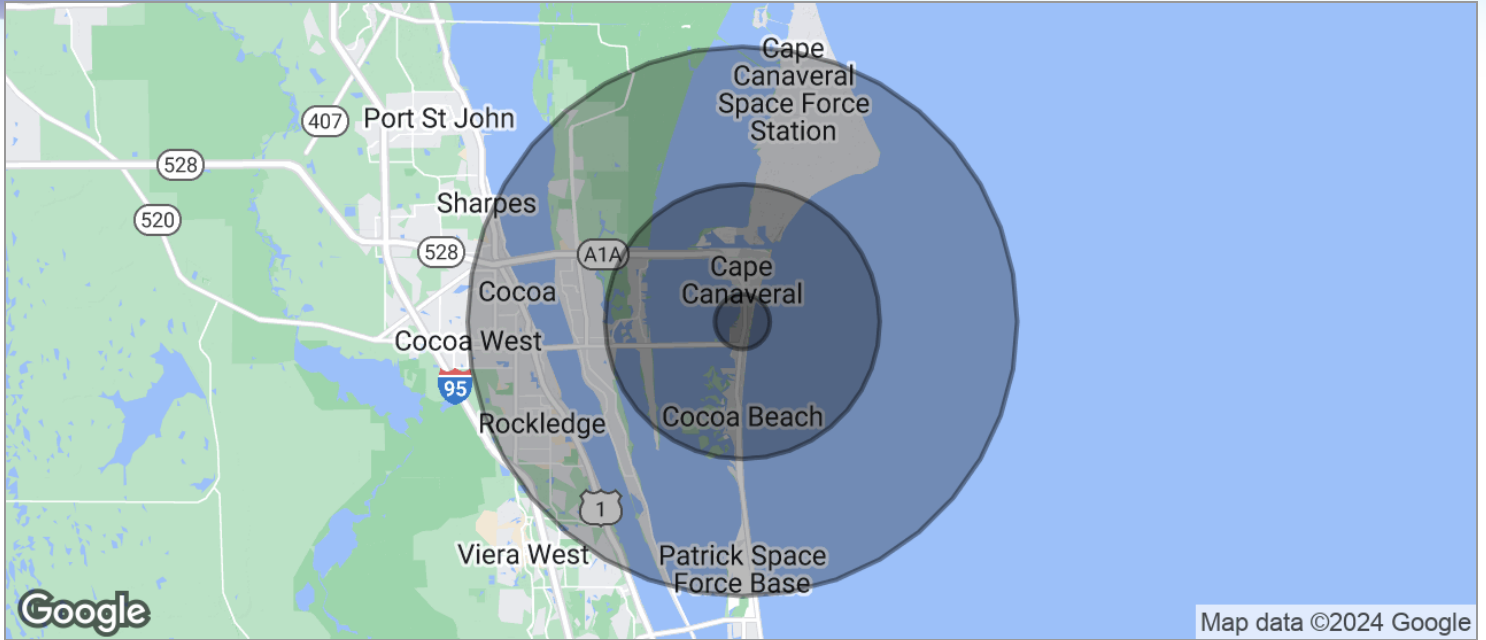 Cape
Canaveral
Space Force
Station
407
Port St John
528
520
Sharpes
528
A1A
Cape
Canaveral
Cocoa
Cocoa West
95
Rockledge
Cocoa Beach
1
Viera West
Patrick Space
Force Base
Google
Map data ©2024 Google